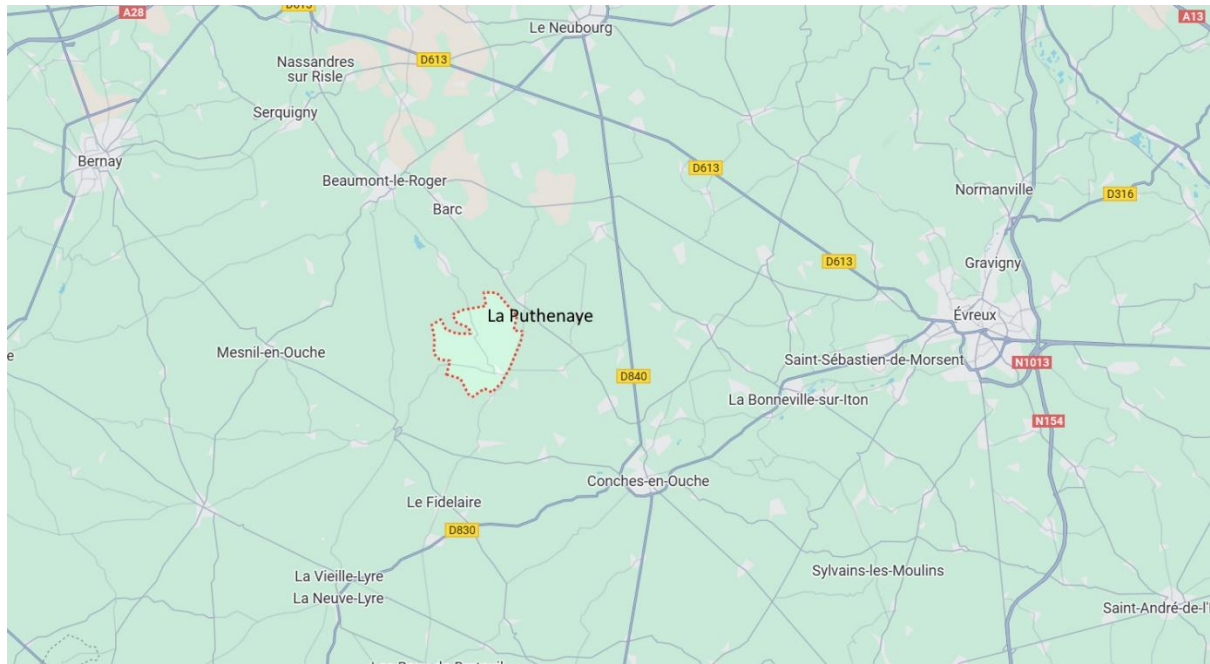 A28
D613
Le Neubourg
A13
Nassandres
sur Risle
D613
Serquigny
Bernay
D613
Beaumont-le-Roger
Normanville
D316
Barc
Gravigny
D613
La Puthenaye
Évreux
Mesnil-en-Ouche
Saint-Sébastien-de-Morsent
N1013
D840
La Bonneville-sur-Iton
N154
Conches-en-Ouche
Le Fidelaire
D830
La Vieille-Lyre
Sylvains-les-Moulins
La Neuve-Lyre
Saint-André-de-l'